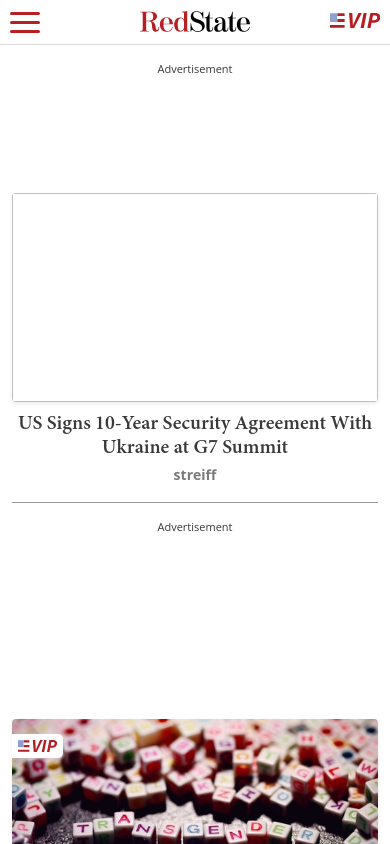 RedState
VIP
Advertisement
US Signs 10-Year Security Agreement With
Ukraine at G7 Summit
streiff
Advertisement
VIP
TRANSGENDER